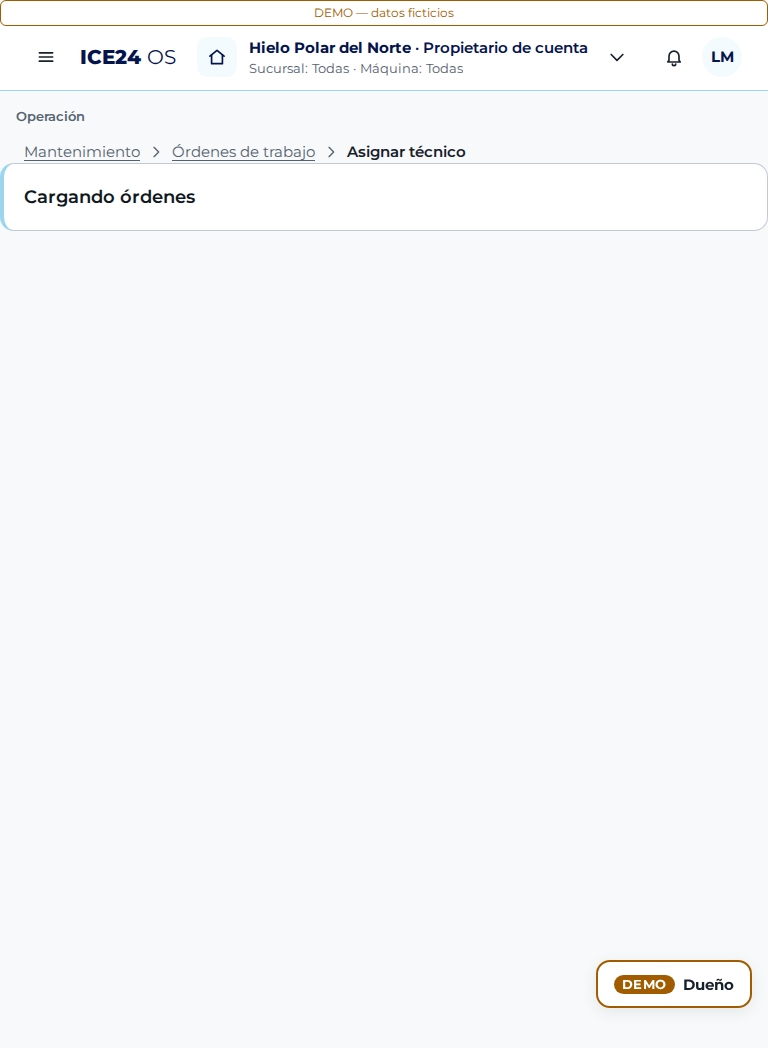 DEMO — datos ficticios
ICE24 OS
Hielo Polar del Norte · Propietario de cuenta
Sucursal: Todas · Máquina: Todas
LM
Operación
Mantenimiento > Órdenes de trabajo > Asignar técnico
Cargando órdenes
DEMO Dueño